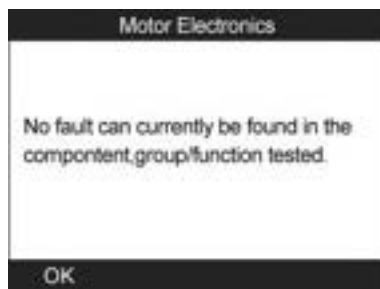 Motor Electronics
No fault can currently be found in the
compontent,group/function tested.
OK